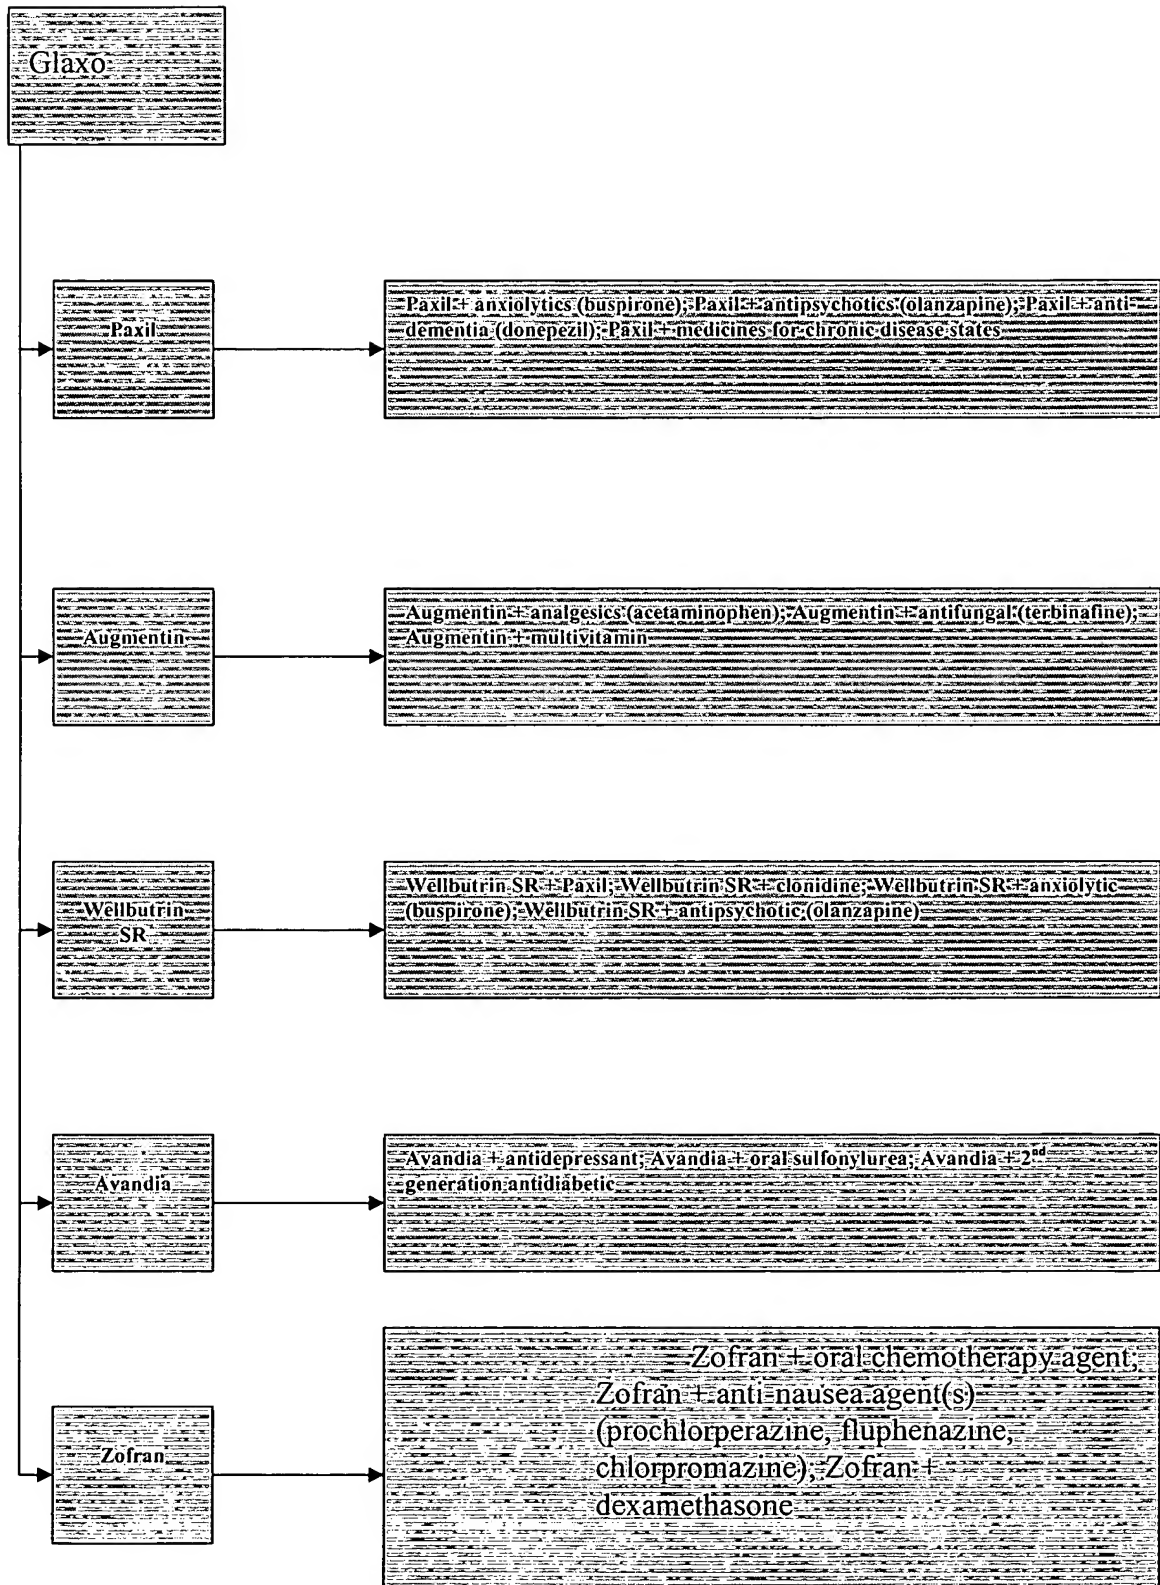 Glaxo
Paxil
Paxil + anxiolytics (buspirone); Paxil + antipsychotics (olanzapine); Paxil + anti-
dementia (donepezil); Paxil + medicines for chronic disease states
Augmentin
Augmentin + analgesics (acetaminophen); Augmentin + antifungal (terbinafine);
Augmentin + multivitamin
Wellbutrin
SR
Wellbutrin SR + Paxil; Wellbutrin SR + clonidine; Wellbutrin SR + anxiolytic
(buspirone); Wellbutrin SR + antipsychotic (olanzapine)
Avandia
Avandia + antidepressant; Avandia + oral sulfonylurea; Avandia + 2nd
generation antidiabetic
Zofran
Zofran + oral chemotherapy agent;
Zofran + anti-nausea agent(s)
(prochlorperazine, fluphenazine,
chlorpromazine); Zofran +
dexamethasone